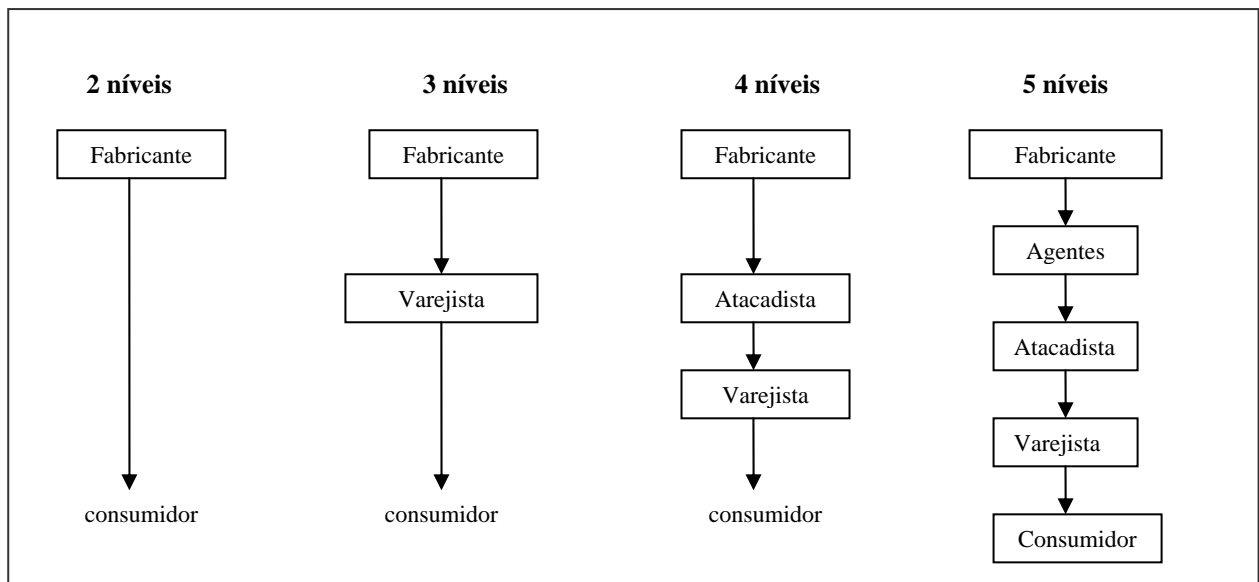 2 níveis
Fabricante
consumidor
3 níveis
Fabricante
Varejista
consumidor
4 níveis
Fabricante
Atacadista
Varejista
consumidor
5 níveis
Fabricante
Agentes
Atacadista
Varejista
Consumidor